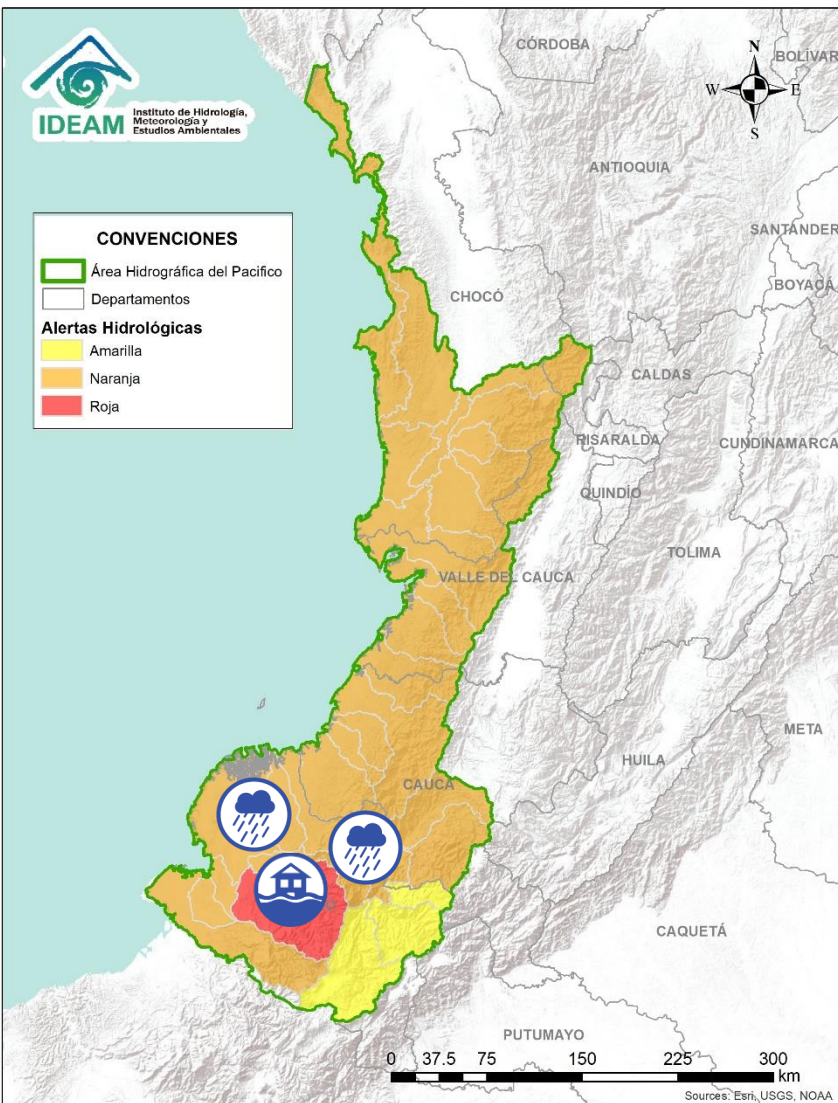 IDEAM
Instituto de Hidrología,
Meteorología y
Estudios Ambientales
CÓRDOBA
BOLÍVAR
N
W
E
S
ANTIOQUIA
SANTANDER
CONVENCIONES
Área Hidrográfica del Pacifico
Departamentos
Alertas Hidrológicas
Amarilla
Naranja
Roja
BOYACÁ
CHOCÓ
CALDAS
RISARALDA
CUNDINAMARCA
QUINDÍO
TOLIMA
VALLE DEL CAUCA
META
HUILA
CAUCA
CAQUETÁ
PUTUMAYO
0 37.5 75 150 225 300
km
Sources: Esri, USGS, NOAA